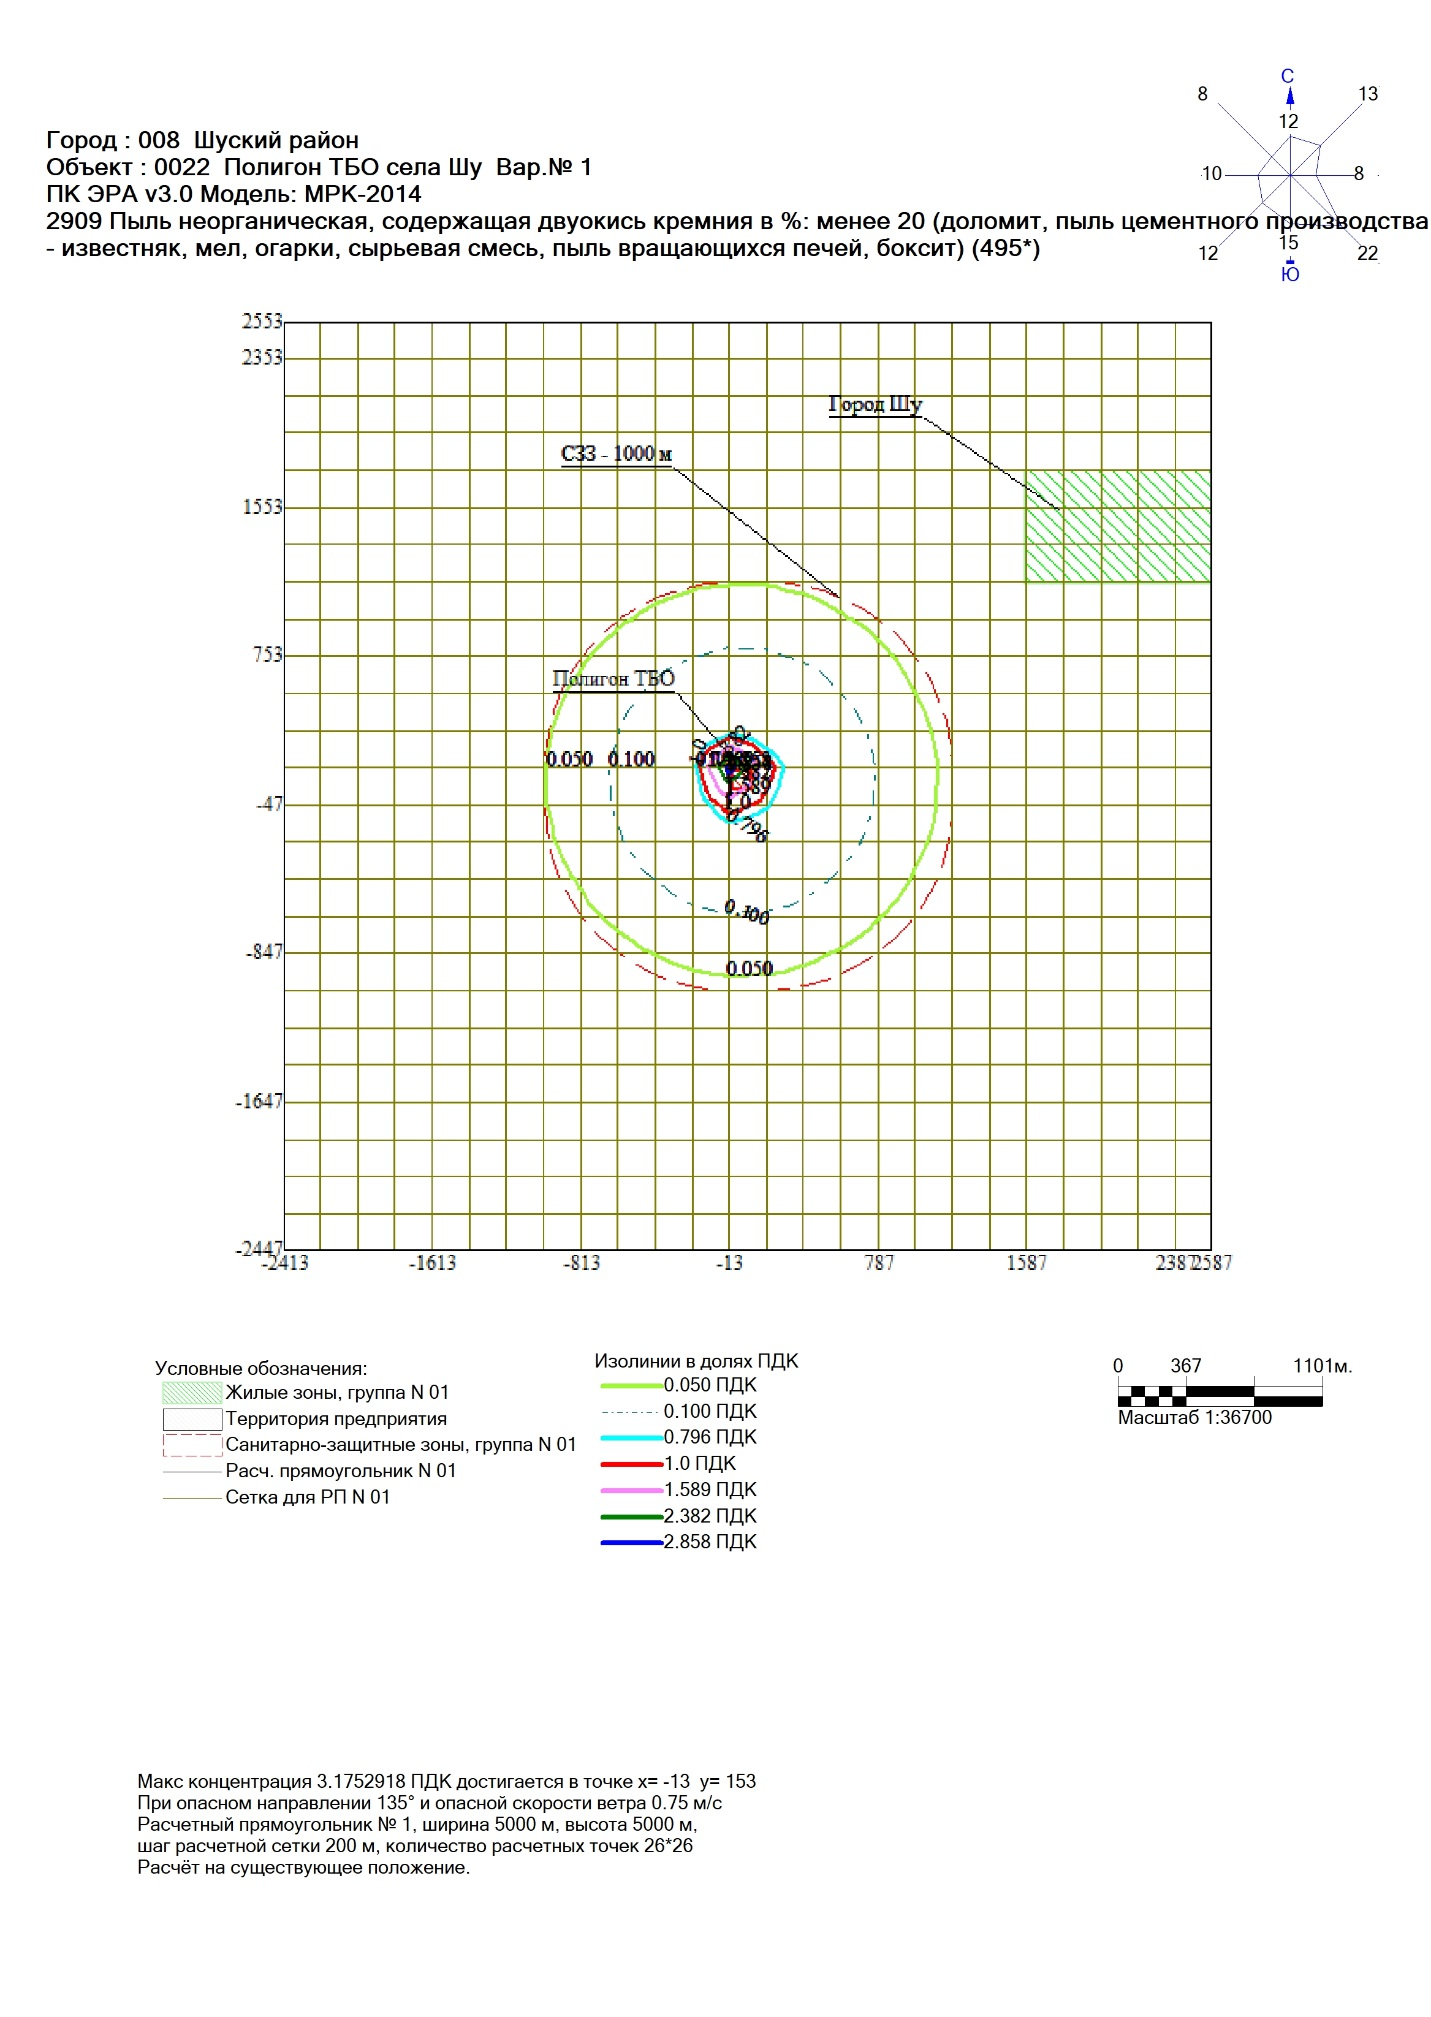 Город : 008 Шуский район
Объект : 0022 Полигон ТБО села Шу Вар.№ 1
ПК ЭРА v3.0 Модель: МРК-2014
2909 Пыль неорганическая, содержащая двуокись кремния в %: менее 20 (доломит, пыль цементного производства
- известняк, мел, огарки, сырьевая смесь, пыль вращающихся печей, боксит) (495*)
С
8
13
12
10
8
12
15
22
Ю
2553
2353
1553
753
-47
-847
-1647
-2447
Город Шу
СЗЗ - 1000 м
Полигон ТБО
0.050
0.100
1.589
1.0
0.796
0.100
0.050
-2413
-1613
-813
-13
787
1587
2387
2587
Условные обозначения:
Жилые зоны, группа N 01
Территория предприятия
Санитарно-защитные зоны, группа N 01
Расч. прямоугольник N 01
Сетка для РП N 01
Изолинии в долях ПДК
0.050 ПДК
0.100 ПДК
0.796 ПДК
1.0 ПДК
1.589 ПДК
2.382 ПДК
2.858 ПДК
0 367 1101м.
Масштаб 1:36700
Макс концентрация 3.1752918 ПДК достигается в точке x= -13 y= 153
При опасном направлении 135° и опасной скорости ветра 0.75 м/с
Расчетный прямоугольник № 1, ширина 5000 м, высота 5000 м,
шаг расчетной сетки 200 м, количество расчетных точек 26*26
Расчёт на существующее положение.